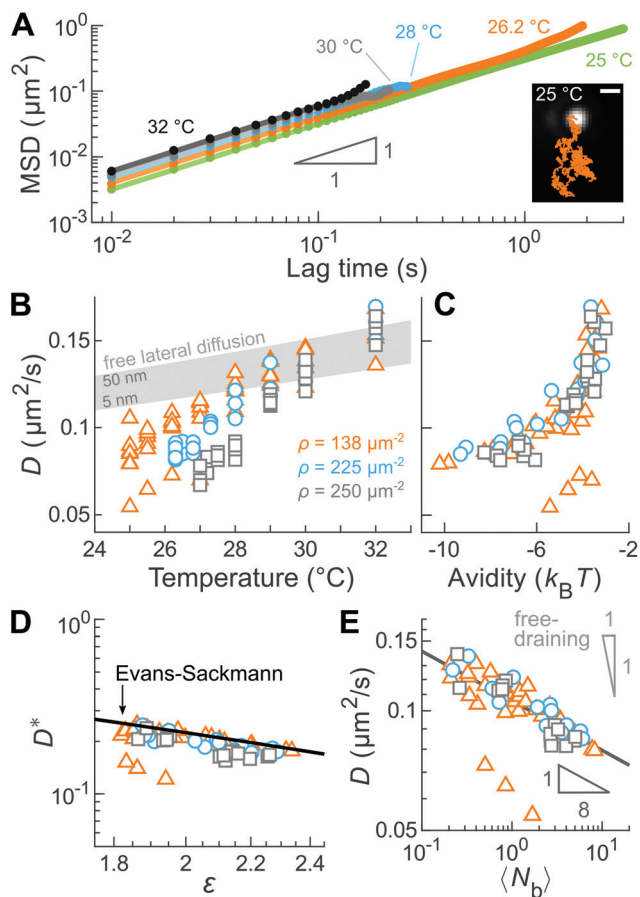 A
10⁰
10⁻¹
10⁻²
10⁻³
MSD (μm²)
30 °C
28 °C
26.2 °C
25 °C
32 °C
25 °C
1
1
10⁻²
10⁻¹
10⁰
Lag time (s)
B
C
0.15
0.1
0.05
D (μm²/s)
free lateral diffusion
50 nm
5 nm
ρ = 138 μm⁻²
ρ = 225 μm⁻²
ρ = 250 μm⁻²
24 26 28 30 32
Temperature (°C)
-10 -6 -2
Avidity (k_B T)
D
10⁰
10⁻¹
D*
Evans-Sackmann
1.8 2 2.2 2.4
ε
E
0.15
0.1
0.05
D (μm²/s)
free-
draining
1
1
1
8
10⁻¹ 10⁰ 10¹
⟨N_b⟩